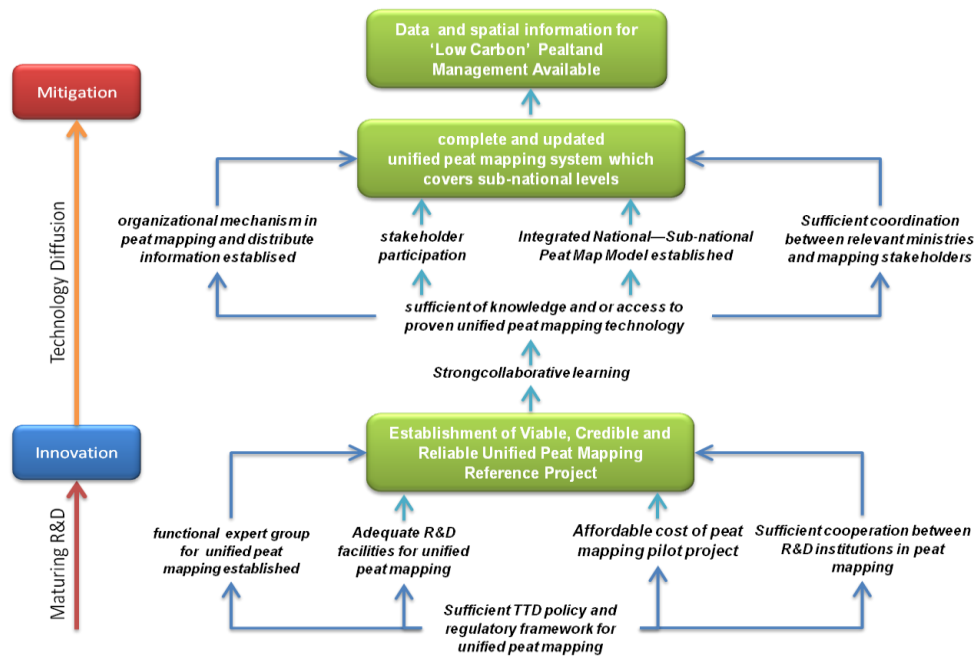 Data and spatial information for
‘Low Carbon’ Pealtand
Management Available
Mitigation
complete and updated
unified peat mapping system which
covers sub-national levels
Technology Diffusion
organizational mechanism in
peat mapping and distribute
information establised
stakeholder
participation
Integrated National—Sub-national
Peat Map Model established
Sufficient coordination
between relevant ministries
and mapping stakeholders
sufficient of knowledge and or access to
proven unified peat mapping technology
Strongcollaborative learning
Innovation
Establishment of Viable, Credible and
Reliable Unified Peat Mapping
Reference Project
Maturing R&D
functional expert group
for unified peat
mapping established
Adequate R&D
facilities for unified
peat mapping
Affordable cost of peat
mapping pilot project
Sufficient cooperation between
R&D institutions in peat
mapping
Sufficient TTD policy and
regulatory framework for
unified peat mapping